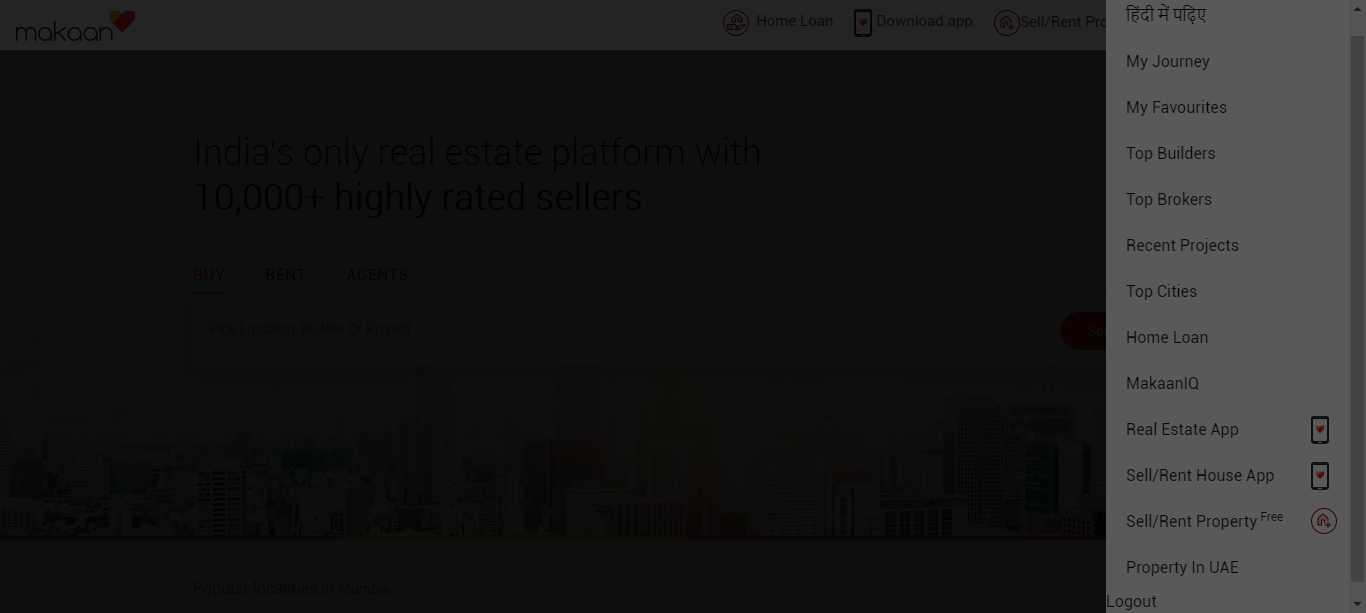 makaan
Home Loan
Download app
Sell/Rent Pro
India's only real estate platform with
10,000+ highly rated sellers
BUY
RENT
AGENTS
Pick Location, Builder Or Project
Se
Popular localities in Mumbai
हिंदी में पढ़िए
My Journey
My Favourites
Top Builders
Top Brokers
Recent Projects
Top Cities
Home Loan
MakaanIQ
Real Estate App
Sell/Rent House App
Sell/Rent Property Free
Property In UAE
Logout